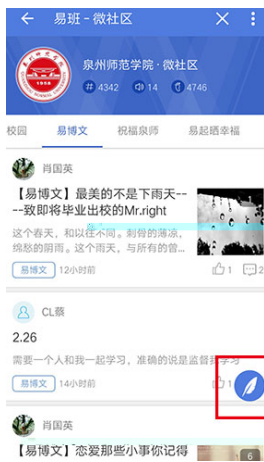 易班 - 微社区
泉州师范学院 · 微社区
# 4342 14 4746
校园 易博文 祝福泉师 易起晒幸福
肖国英
【易博文】最美的不是下雨天--
--致即将毕业出校的Mr.right
这个春天，和以往不同。刺骨的薄凉，
绵愁的阴雨。这个雨天，与所有的曾...
易博文 12小时前 1 2
CL蔡
2.26
需要一个人和我一起学习，准确的说是监督我学习
易博文 14小时前 1
肖国英
【易博文】恋爱那些小事你记得
6